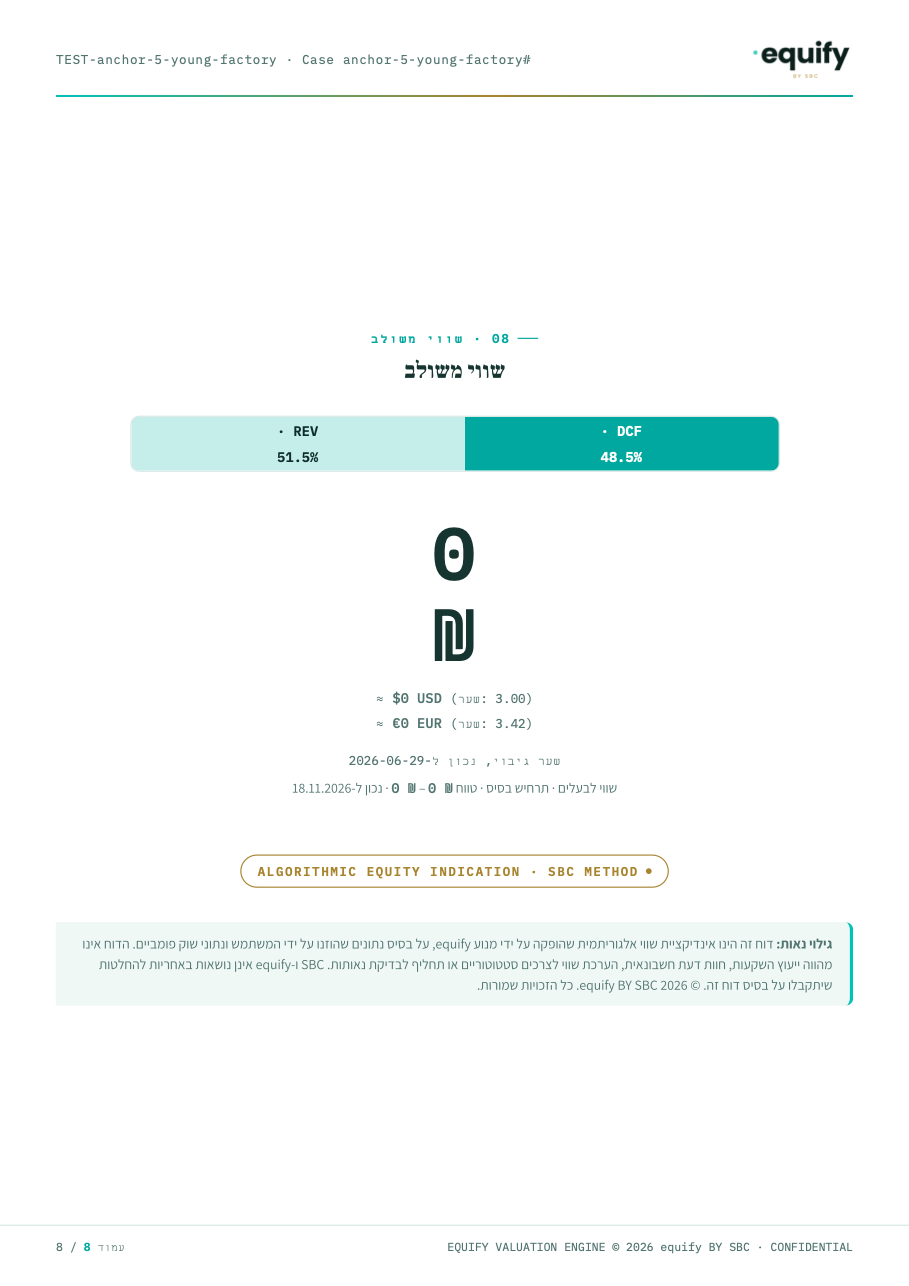 TEST-anchor-5-young-factory · Case anchor-5-young-factory#
equify
BY SBC
08 · שווי משולב
שווי משולב
· DCF
48.5%
· REV
51.5%
0
₪
≈ $0 USD (שער: 3.00)
≈ €0 EUR (שער: 3.42)
שער גיבוי, נכון ל-2026-06-29
שווי לבעלים · תרחיש בסיס · טווח ₪ 0 – ₪ 0 · נכון ל-18.11.2026
ALGORITHMIC EQUITY INDICATION · SBC METHOD
גילוי נאות: דוח זה הינו אינדיקציית שווי אלגוריתמית שהופקה על ידי מנוע equify, על בסיס נתונים שהוזנו על ידי המשתמש ונתוני שוק פומביים. הדוח אינו
מהווה ייעוץ השקעות, חוות דעת חשבונאית, הערכת שווי לצרכים סטטוטוריים או תחליף לבדיקת נאותות. SBC ו-equify אינן נושאות באחריות להחלטות
שיתקבלו על בסיס דוח זה. © 2026 equify BY SBC. כל הזכויות שמורות.
EQUIFY VALUATION ENGINE © 2026 equify BY SBC · CONFIDENTIAL
עמוד 8 / 8